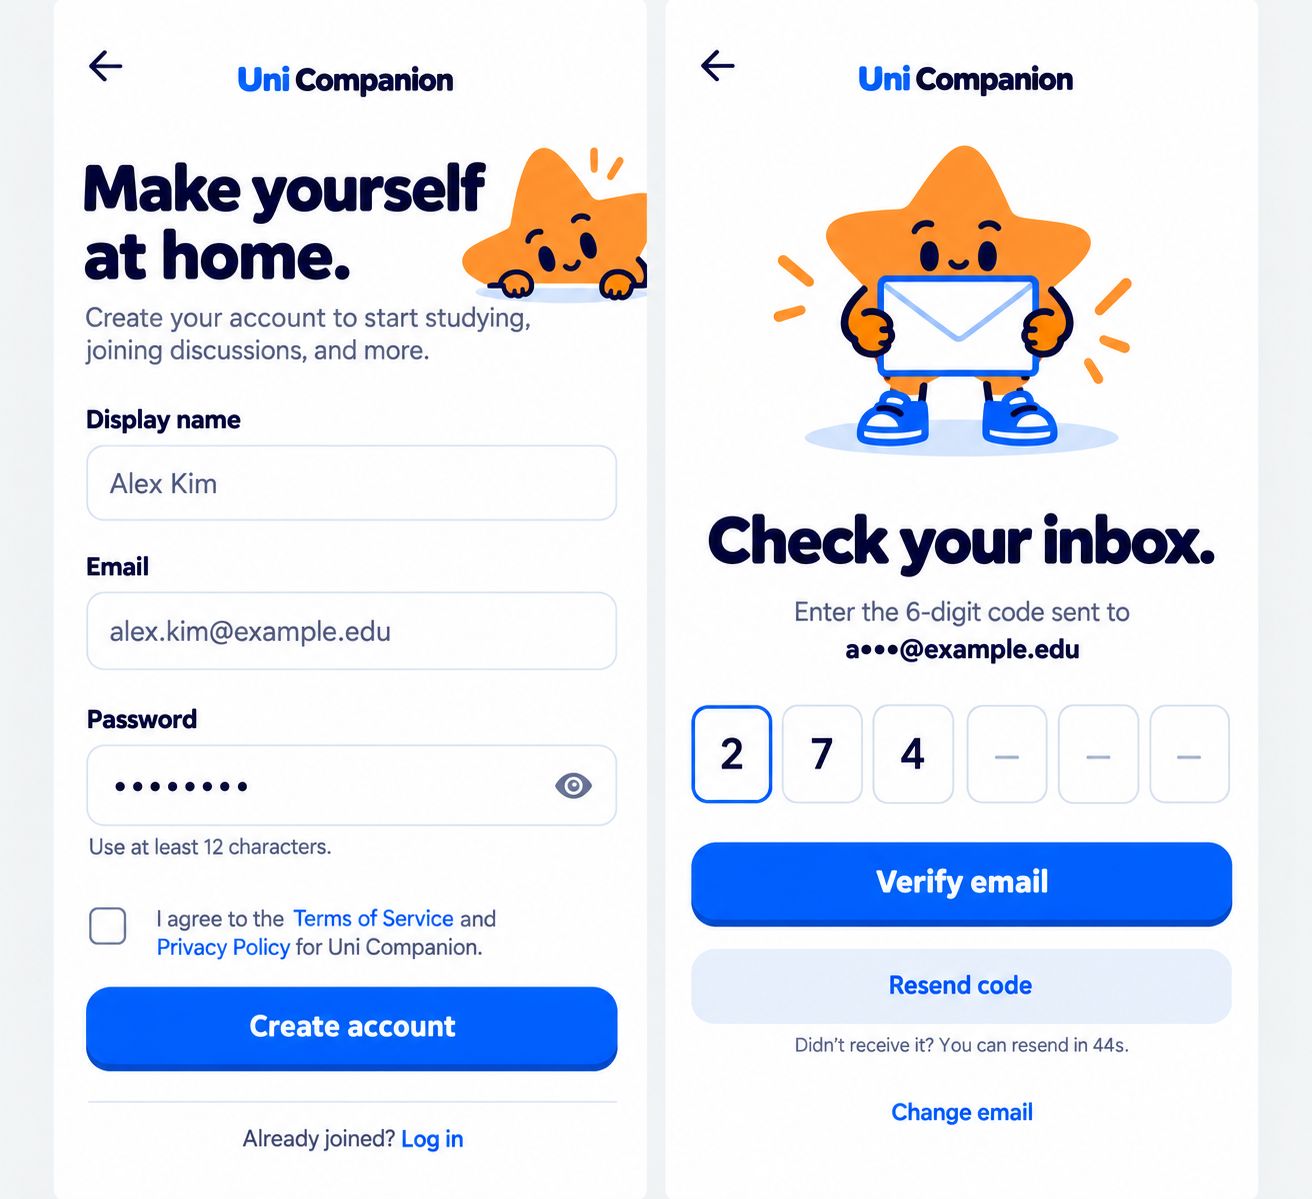 Uni Companion
Make yourself
at home.
Create your account to start studying,
joining discussions, and more.
Display name
Alex Kim
Email
alex.kim@example.edu
Password
••••••••
Use at least 12 characters.
I agree to the Terms of Service and
Privacy Policy for Uni Companion.
Create account
Already joined? Log in
Uni Companion
Check your inbox.
Enter the 6-digit code sent to
a•••@example.edu
2 7 4 – – –
Verify email
Resend code
Didn’t receive it? You can resend in 44s.
Change email